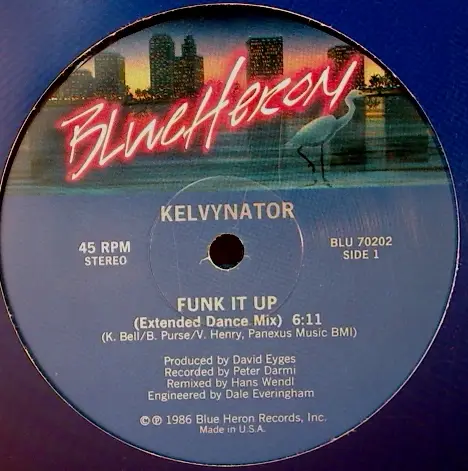 BlueHeron
KELVYNATOR
45 RPM
STEREO
BLU 70202
SIDE 1
FUNK IT UP
(Extended Dance Mix) 6:11
(K. Bell/B. Purse/V. Henry, Panexus Music BMI)
Produced by David Eyges
Recorded by Peter Darmi
Remixed by Hans Wendl
Engineered by Dale Everingham
© ℗ 1986 Blue Heron Records, Inc.
Made in U.S.A.